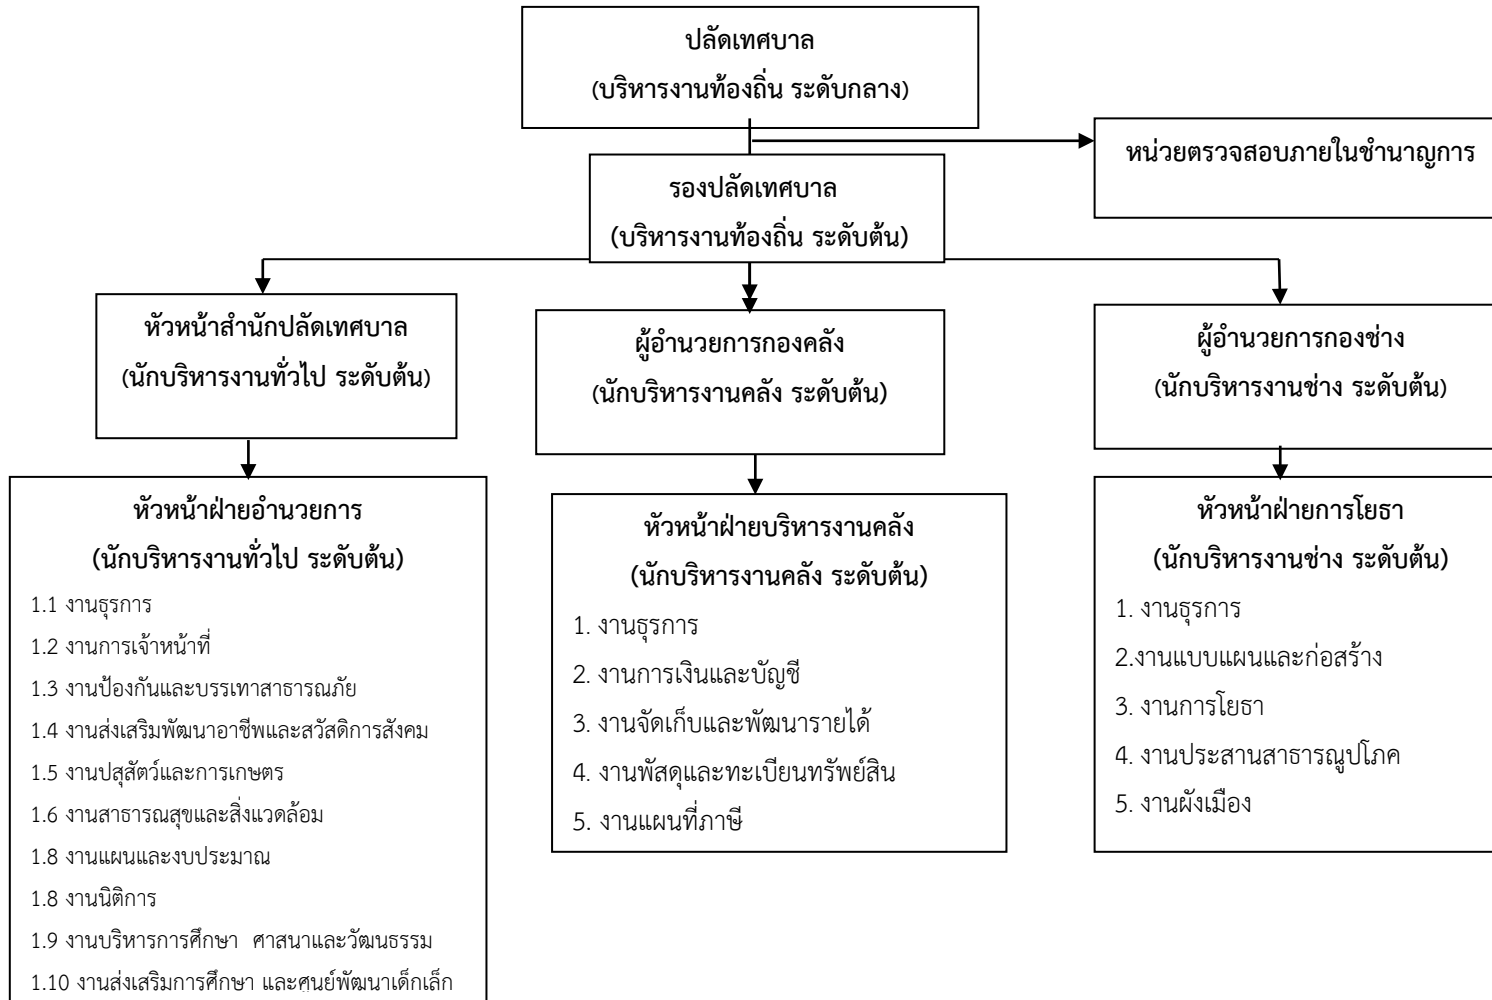 ปลัดเทศบาล
(บริหารงานท้องถิ่น ระดับกลาง)
หน่วยตรวจสอบภายในชำนาญการ
รองปลัดเทศบาล
(บริหารงานท้องถิ่น ระดับต้น)
หัวหน้าสำนักปลัดเทศบาล
(นักบริหารงานทั่วไป ระดับต้น)
ผู้อำนวยการกองคลัง
(นักบริหารงานคลัง ระดับต้น)
ผู้อำนวยการกองช่าง
(นักบริหารงานช่าง ระดับต้น)
หัวหน้าฝ่ายอำนวยการ
(นักบริหารงานทั่วไป ระดับต้น)
1.1 งานธุรการ
1.2 งานการเจ้าหน้าที่
1.3 งานป้องกันและบรรเทาสาธารณภัย
1.4 งานส่งเสริมพัฒนาอาชีพและสวัสดิการสังคม
1.5 งานปสุสัตว์และการเกษตร
1.6 งานสาธารณสุขและสิ่งแวดล้อม
1.8 งานแผนและงบประมาณ
1.8 งานนิติการ
1.9 งานบริหารการศึกษา  ศาสนาและวัฒนธรรม
1.10 งานส่งเสริมการศึกษา และศูนย์พัฒนาเด็กเล็ก
หัวหน้าฝ่ายบริหารงานคลัง
(นักบริหารงานคลัง ระดับต้น)
1. งานธุรการ
2. งานการเงินและบัญชี
3. งานจัดเก็บและพัฒนารายได้
4. งานพัสดุและทะเบียนทรัพย์สิน
5. งานแผนที่ภาษี
หัวหน้าฝ่ายการโยธา
(นักบริหารงานช่าง ระดับต้น)
1. งานธุรการ
2.งานแบบแผนและก่อสร้าง
3. งานการโยธา
4. งานประสานสาธารณูปโภค
5. งานผังเมือง